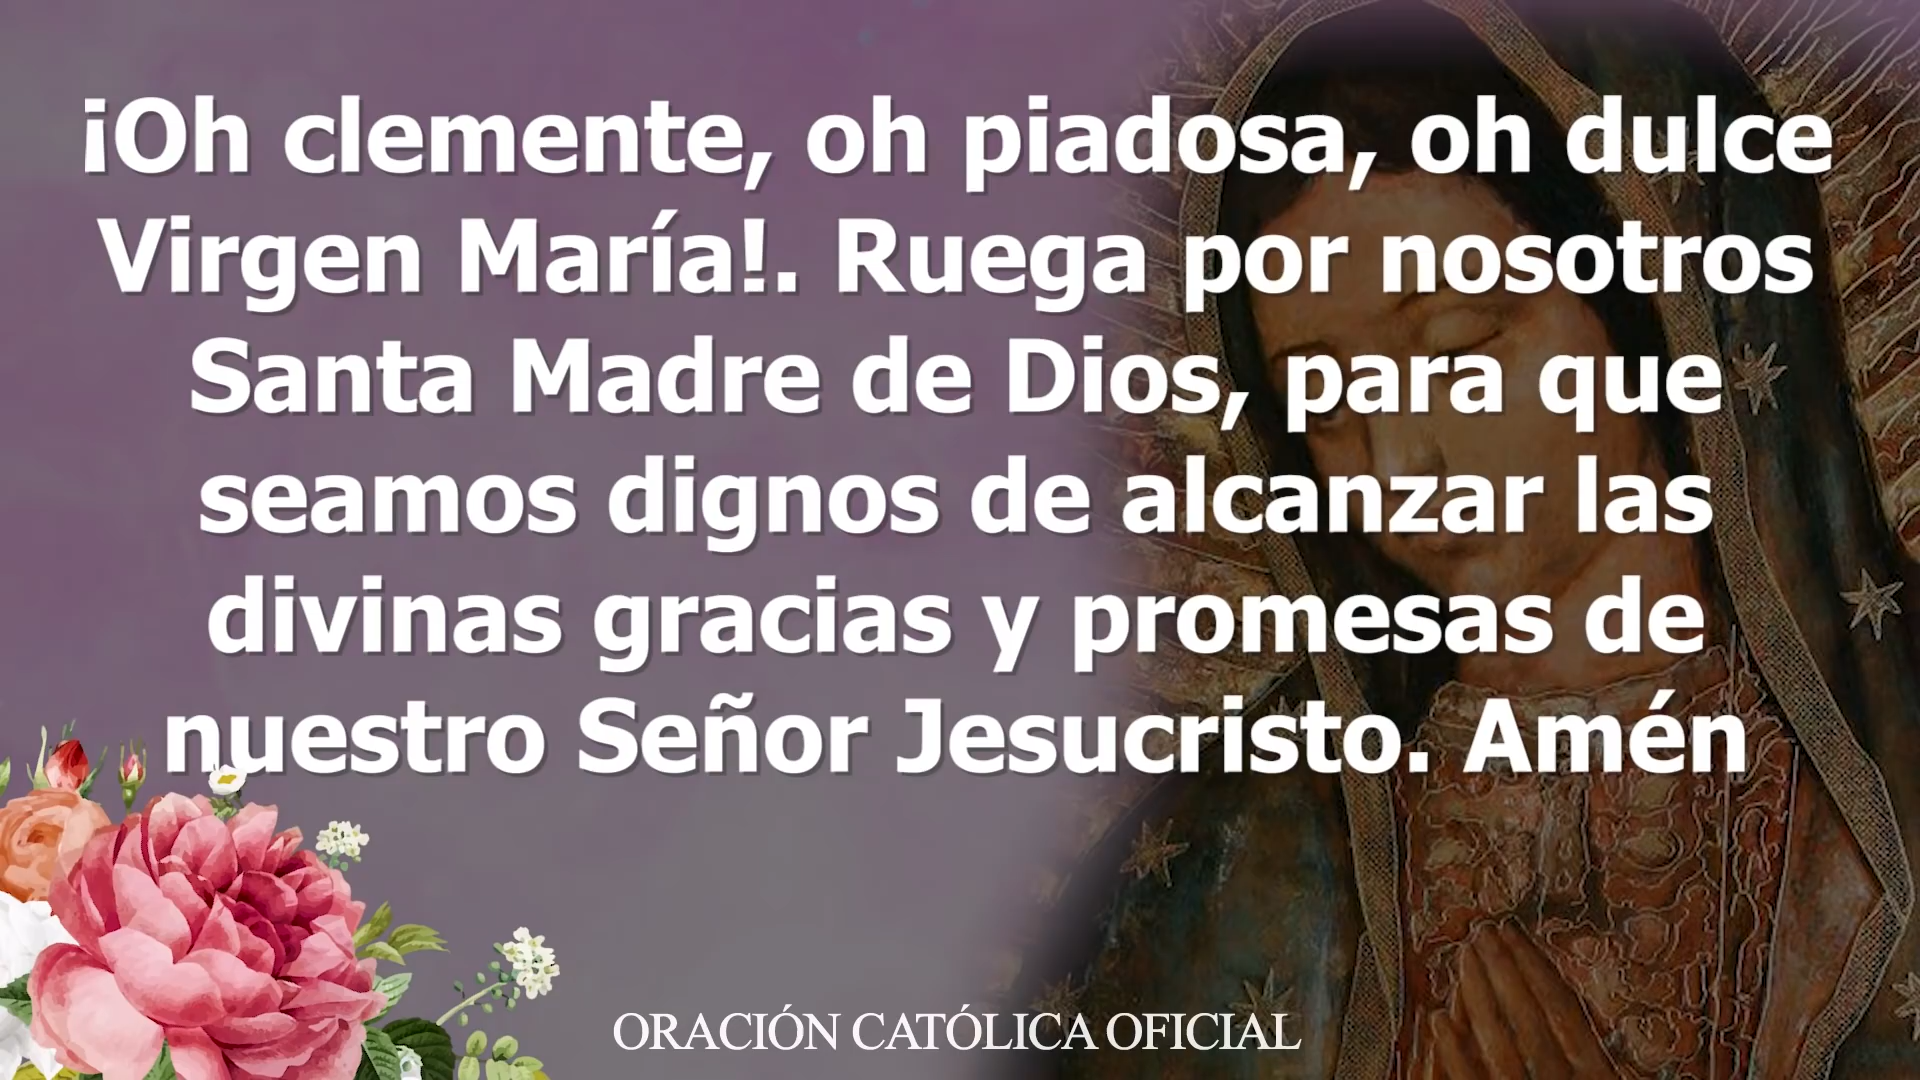 ¡Oh clemente, oh piadosa, oh dulce
Virgen María!. Ruega por nosotros
Santa Madre de Dios, para que
seamos dignos de alcanzar las
divinas gracias y promesas de
nuestro Señor Jesucristo. Amén
ORACIÓN CATÓLICA OFICIAL